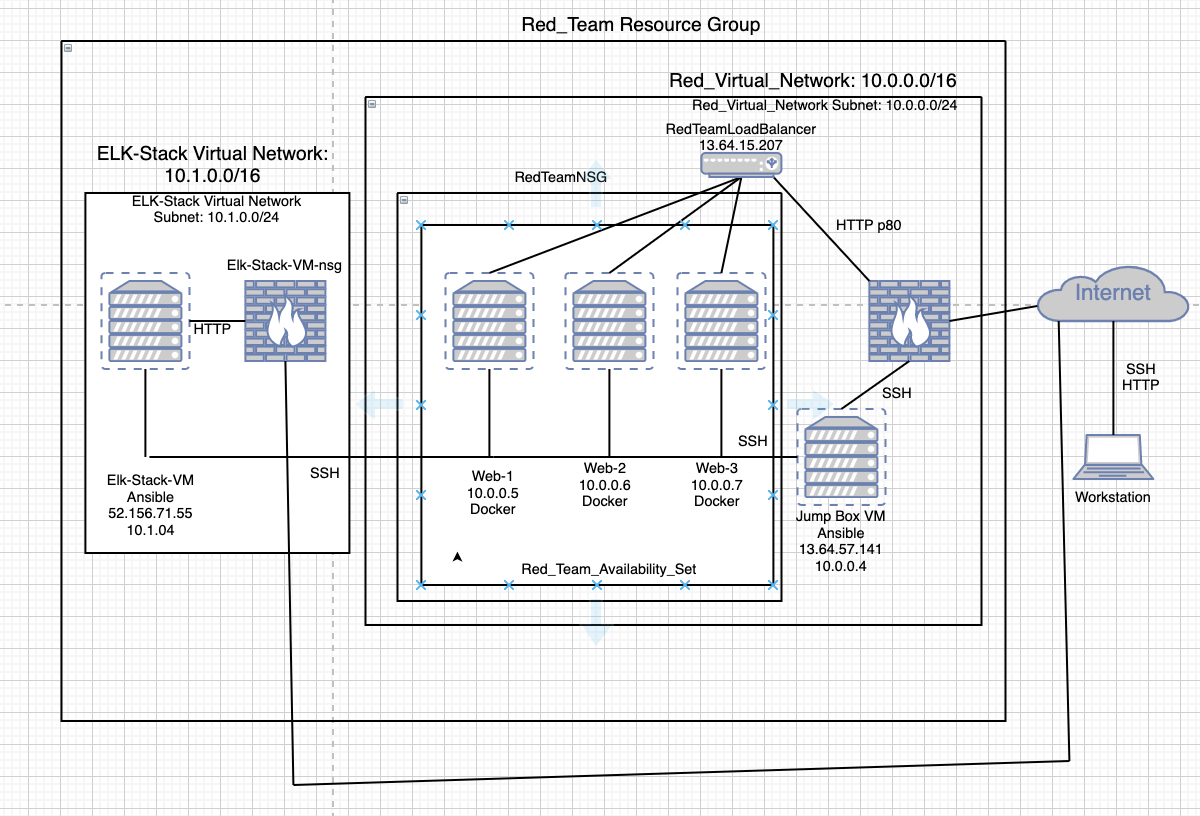 Red_Team Resource Group
Red_Virtual_Network: 10.0.0.0/16
Red_Virtual_Network Subnet: 10.0.0.0/24
RedTeamLoadBalancer
13.64.15.207
ELK-Stack Virtual Network:
10.1.0.0/16
ELK-Stack Virtual Network
Subnet: 10.1.0.0/24
RedTeamNSG
HTTP p80
Elk-Stack-VM-nsg
HTTP
Internet
SSH
HTTP
SSH
SSH
SSH
Elk-Stack-VM
Ansible
52.156.71.55
10.1.04
Web-1
10.0.0.5
Docker
Web-2
10.0.0.6
Docker
Web-3
10.0.0.7
Docker
Jump Box VM
Ansible
13.64.57.141
10.0.0.4
Workstation
Red_Team_Availability_Set